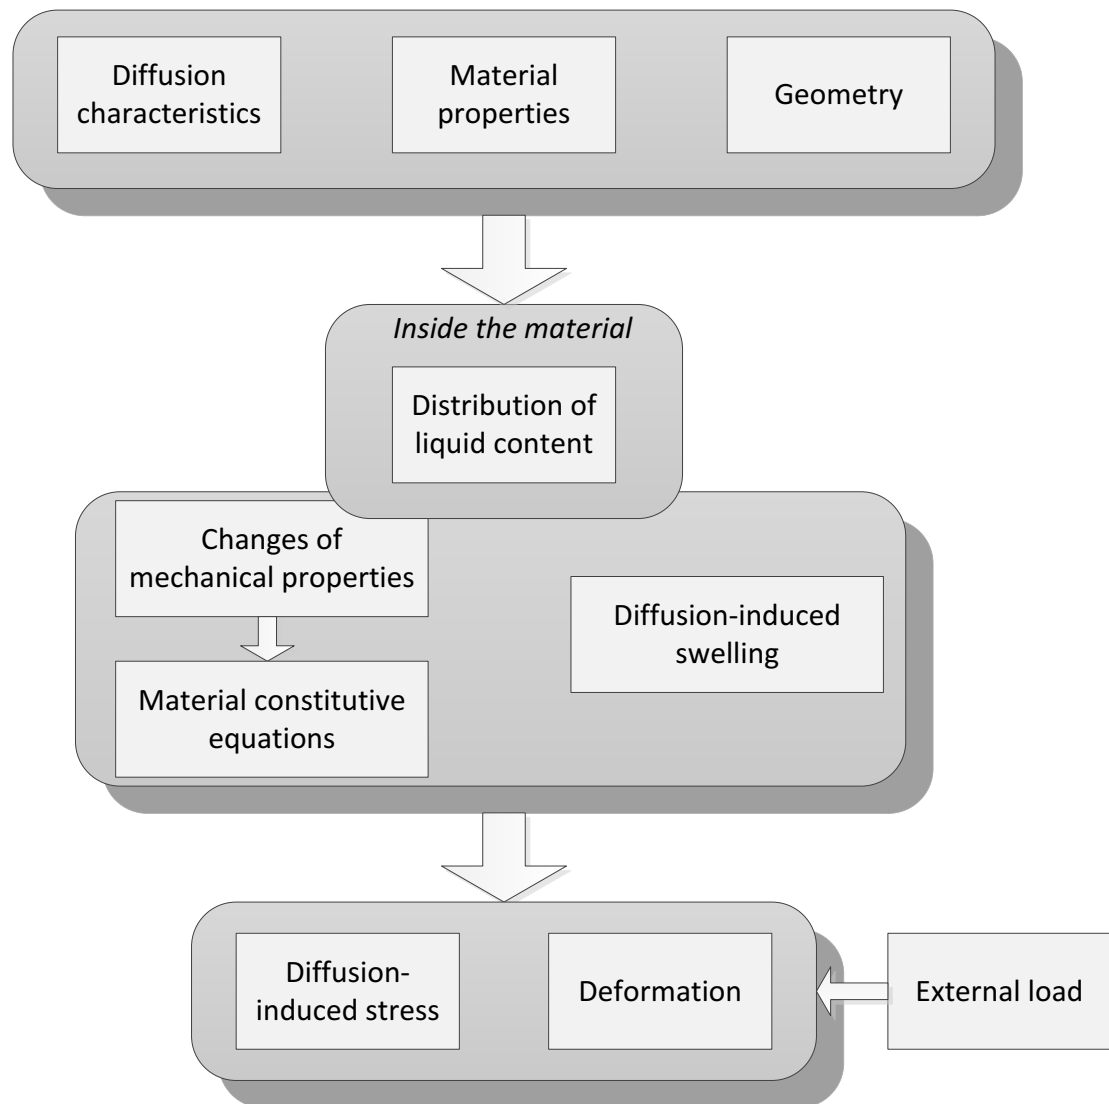 Diffusion
characteristics
Material
properties
Geometry
Inside the material
Distribution of
liquid content
Changes of
mechanical properties
Material constitutive
equations
Diffusion-induced
swelling
Diffusion-
induced stress
Deformation
External load